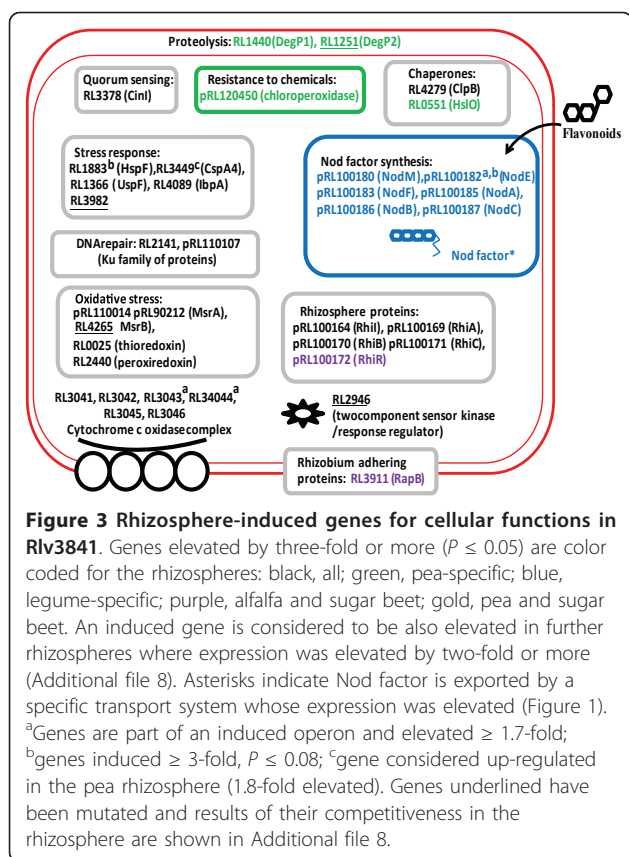 Proteolysis: RL1440(DegP1), RL1251(DegP2)
Quorum sensing:
RL3378 (CinI)
Resistance to chemicals:
pRL120450 (chloroperoxidase)
Chaperones:
RL4279 (ClpB)
RL0551 (HslO)
Flavonoids
Stress response:
RL1883b (HspF),RL3449c(CspA4),
RL1366 (UspF), RL4089 (IbpA)
RL3982
Nod factor synthesis:
pRL100180 (NodM),pRL100182a,b(NodE)
pRL100183 (NodF), pRL100185 (NodA),
pRL100186 (NodB), pRL100187 (NodC)
Nod factor*
DNArepair: RL2141, pRL110107
(Ku family of proteins)
Oxidative stress:
pRL110014 pRL90212 (MsrA),
RL4265 MsrB),
RL0025 (thioredoxin)
RL2440 (peroxiredoxin)
Rhizosphere proteins:
pRL100164 (RhiI), pRL100169 (RhiA),
pRL100170 (RhiB) pRL100171 (RhiC),
pRL100172 (RhiR)
RL3041, RL3042, RL3043,a RL34044,a
RL3045, RL3046
Cytochrome c oxidase complex
RL2946
(twocomponent sensor kinase
/response regulator)
Rhizobium adhering
proteins: RL3911 (RapB)
Figure 3 Rhizosphere-induced genes for cellular functions in
Rlv3841. Genes elevated by three-fold or more (P ≤ 0.05) are color
coded for the rhizospheres: black, all; green, pea-specific; blue,
legume-specific; purple, alfalfa and sugar beet; gold, pea and sugar
beet. An induced gene is considered to be also elevated in further
rhizospheres where expression was elevated by two-fold or more
(Additional file 8). Asterisks indicate Nod factor is exported by a
specific transport system whose expression was elevated (Figure 1).
aGenes are part of an induced operon and elevated ≥ 1.7-fold;
bgenes induced ≥ 3-fold, P ≤ 0.08; cgene considered up-regulated
in the pea rhizosphere (1.8-fold elevated). Genes underlined have
been mutated and results of their competitiveness in the
rhizosphere are shown in Additional file 8.